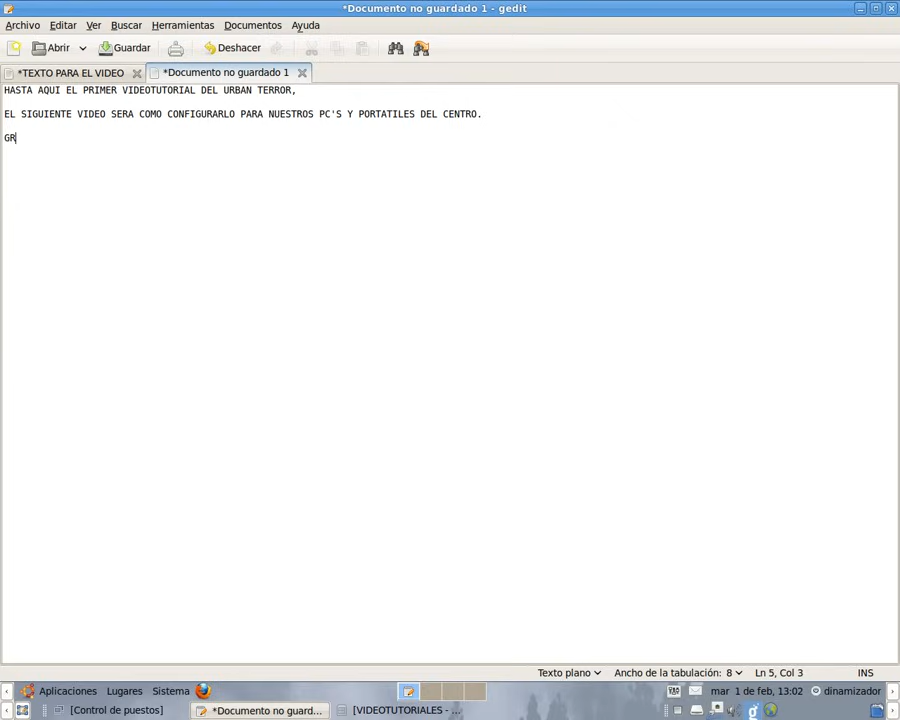 *Documento no guardado 1 - gedit
Archivo Editar Ver Buscar Herramientas Documentos Ayuda
Abrir Guardar Deshacer
*TEXTO PARA EL VIDEO *Documento no guardado 1
HASTA AQUI EL PRIMER VIDEOTUTORIAL DEL URBAN TERROR,
EL SIGUIENTE VIDEO SERA COMO CONFIGURARLO PARA NUESTROS PC'S Y PORTATILES DEL CENTRO.
GR
Texto plano Ancho de la tabulación: 8 Ln 5, Col 3 INS
Aplicaciones Lugares Sistema mar 1 de feb, 13:02 dinamizador
[Control de puestos] *Documento no guard... [VIDEOTUTORIALES - ...